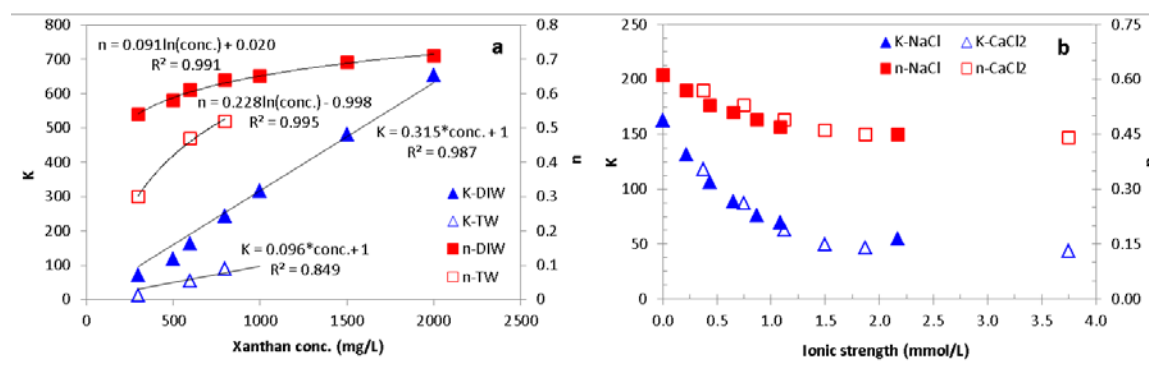 800
700
600
500
400
300
200
100
0
K
n = 0.091ln(conc.) + 0.020
R² = 0.991
a
n = 0.228ln(conc.) - 0.998
R² = 0.995
K = 0.315*conc. + 1
R² = 0.987
K = 0.096*conc. + 1
R² = 0.849
K-DIW
K-TW
n-DIW
n-TW
0.8
0.7
0.6
0.5
0.4
0.3
0.2
0.1
0
n
0 500 1000 1500 2000 2500
Xanthan conc. (mg/L)
250
200
150
100
50
0
K
K-NaCl K-CaCl2
n-NaCl n-CaCl2
b
0.75
0.60
0.45
0.30
0.15
0.00
n
0.0 0.5 1.0 1.5 2.0 2.5 3.0 3.5 4.0
Ionic strength (mmol/L)